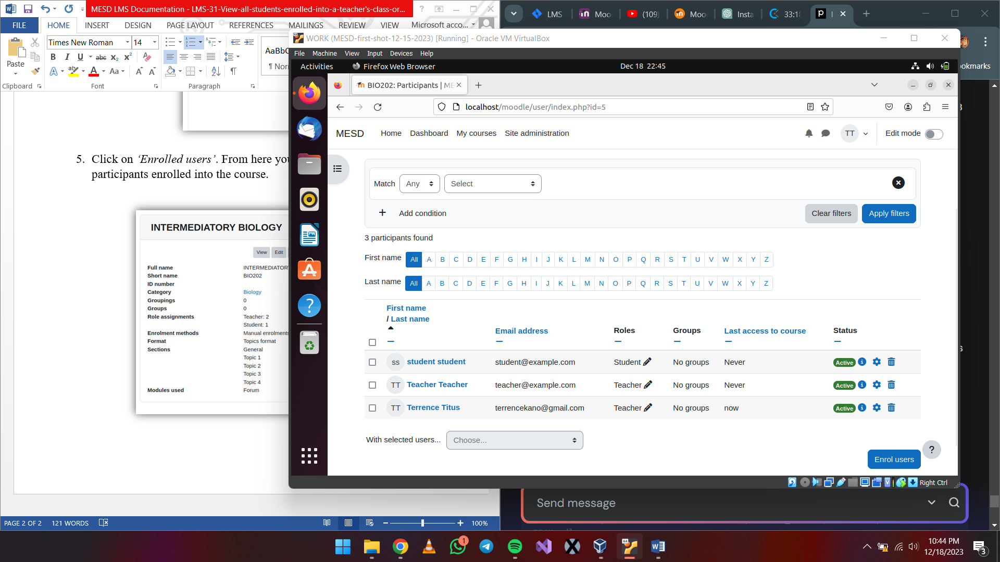 MESD LMS Documentation - LMS-31-View-all-students-enrolled-into-a-teacher's-class-or...
FILE HOME INSERT DESIGN PAGE LAYOUT REFERENCES MAILINGS REVIEW VIEW Microsoft acco...
Times New Roman 14
Paste
AaBbC
¶ Nor
Clipboard Font Paragraph
5. Click on ‘Enrolled users’. From here you
participants enrolled into the course.
INTERMEDIATORY BIOLOGY
View Edit
Full name INTERMEDIATOR
Short name BIO202
ID number
Category Biology
Groupings 0
Groups 0
Role assignments Teacher: 2
Student: 1
Enrolment methods Manual enrolments
Format Topics format
Sections General
Topic 1
Topic 2
Topic 3
Topic 4
Modules used Forum
PAGE 2 OF 2 121 WORDS 100%
LMS Moo (109) Moo Insta 33:18
ookmarks
WORK (MESD-first-shot-12-15-2023) [Running] - Oracle VM VirtualBox
File Machine View Input Devices Help
Activities Firefox Web Browser Dec 18 22:45
BIO202: Participants | ME
localhost/moodle/user/index.php?id=5
MESD Home Dashboard My courses Site administration TT Edit mode
Match Any Select
Add condition Clear filters Apply filters
3 participants found
First name All A B C D E F G H I J K L M N O P Q R S T U V W X Y Z
Last name All A B C D E F G H I J K L M N O P Q R S T U V W X Y Z
First name
/ Last name
Email address Roles Groups Last access to course Status
ss student student student@example.com Student No groups Never Active
TT Teacher Teacher teacher@example.com Teacher No groups Never Active
TT Terrence Titus terrencekano@gmail.com Teacher No groups now Active
With selected users... Choose...
Enrol users
?
Right Ctrl
Send message
10:44 PM
12/18/2023
1
3
64